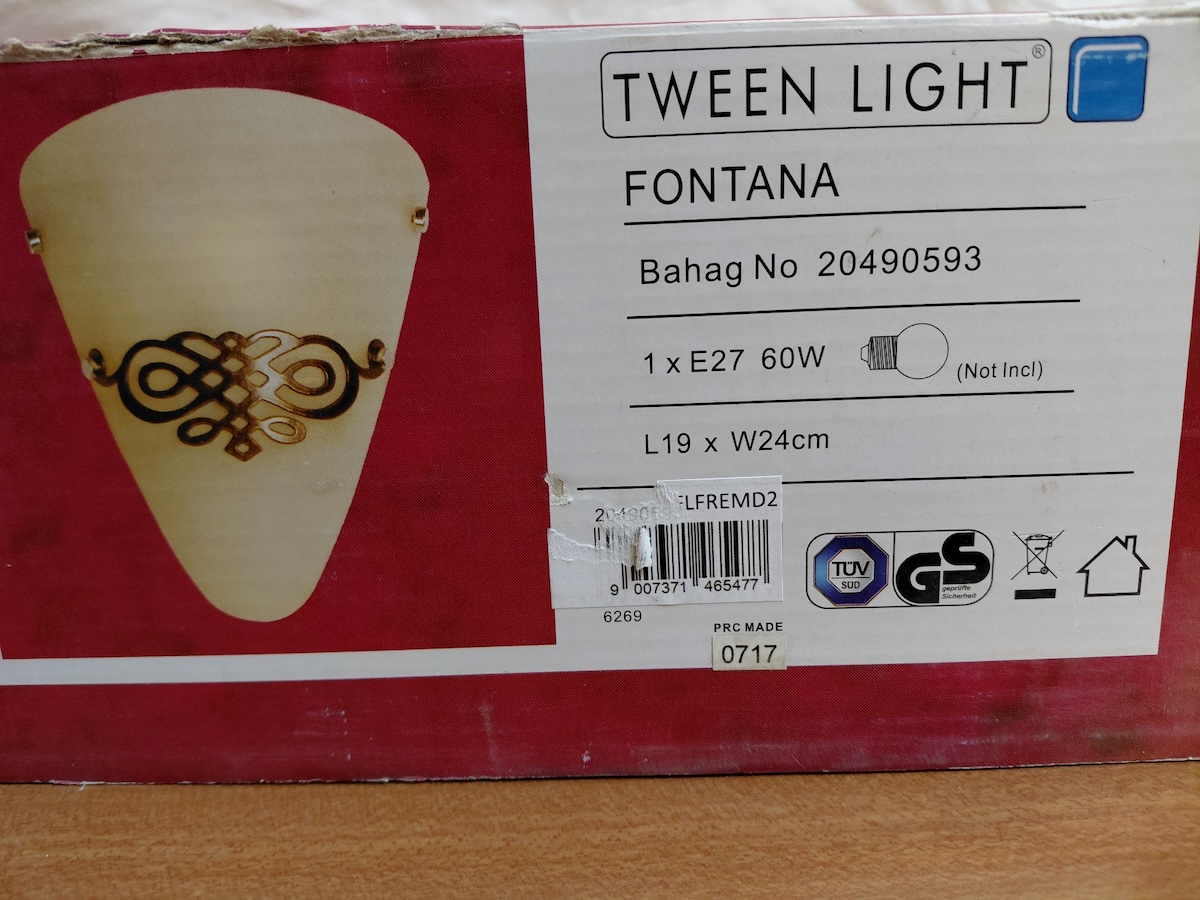 TWEEN LIGHT®
FONTANA
Bahag No 20490593
1 x E27 60W
(Not Incl)
L19 x W24cm
FLFREMD2
9 007371 465477
6269
PRC MADE
0717
TÜV
SÜD
GS
geprüfte
Sicherheit